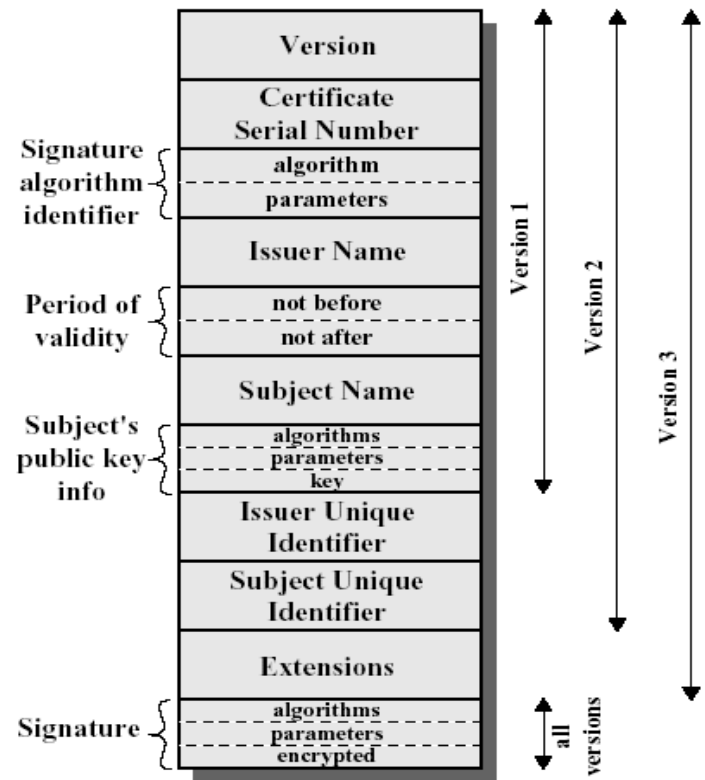 Version
Certificate
Serial Number
Signature
algorithm
identifier
algorithm
parameters
Issuer Name
Period of
validity
not before
not after
Subject Name
Subject's
public key
info
algorithms
parameters
key
Issuer Unique
Identifier
Subject Unique
Identifier
Extensions
Signature
algorithms
parameters
encrypted
Version 1
Version 2
Version 3
all
versions